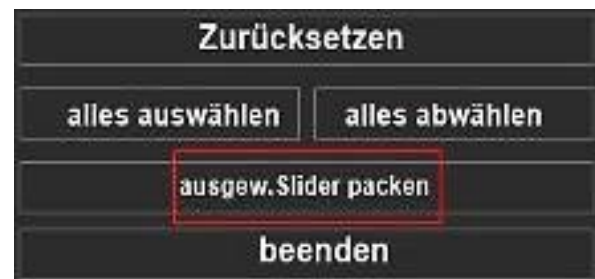 Zurücksetzen
alles auswählen alles abwählen
ausgew.Slider packen
beenden